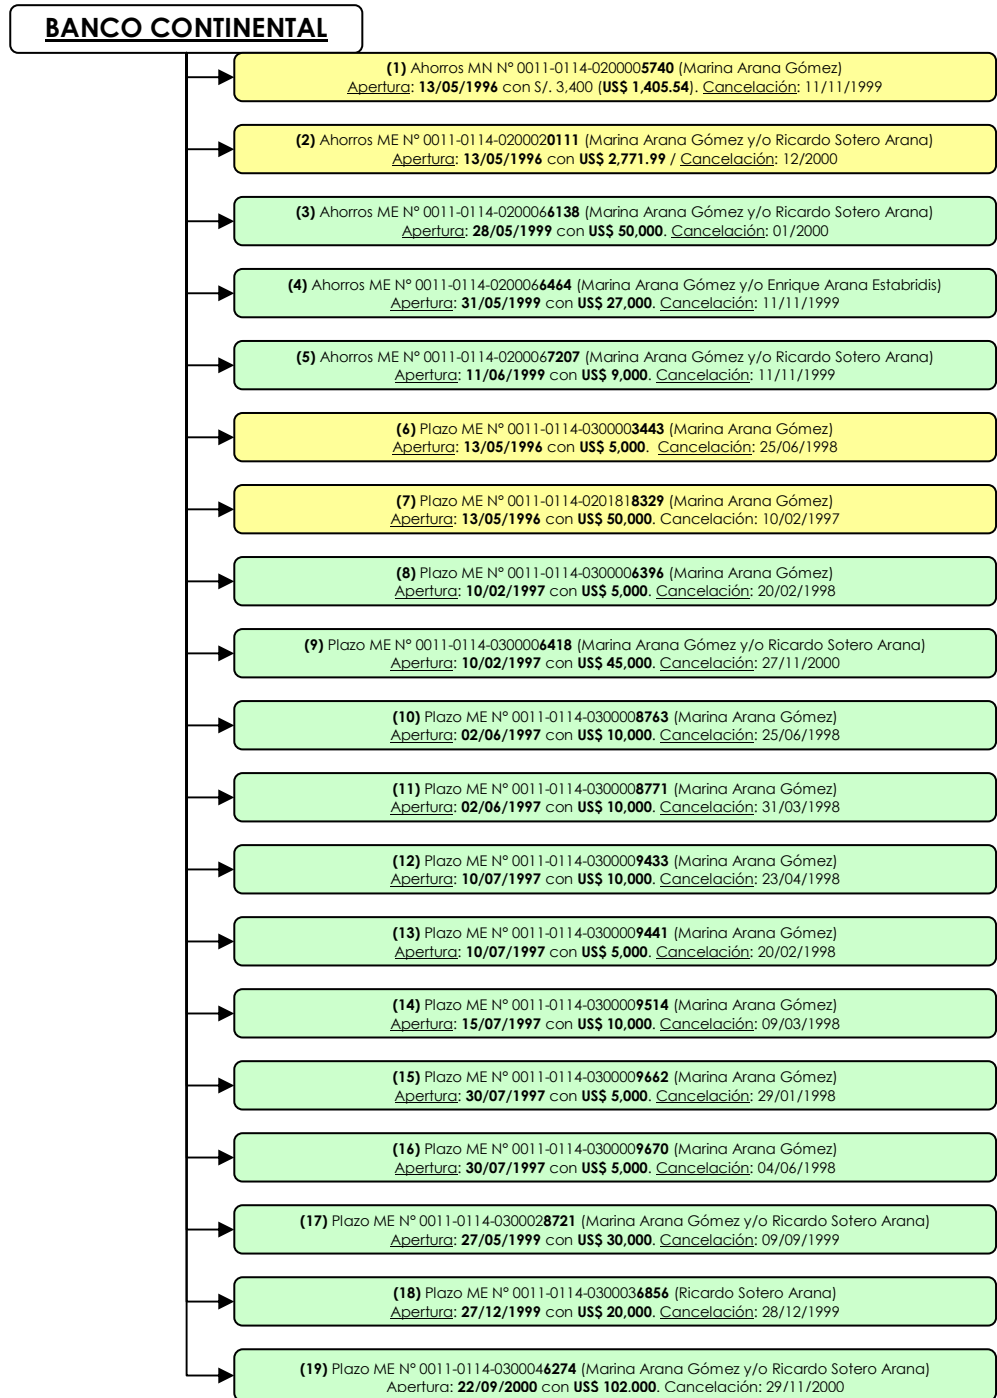 BANCO CONTINENTAL
(1) Ahorros MN Nº 0011-0114-0200005740 (Marina Arana Gómez)
Apertura: 13/05/1996 con S/. 3,400 (US$ 1,405.54). Cancelación: 11/11/1999
(2) Ahorros ME Nº 0011-0114-0200020111 (Marina Arana Gómez y/o Ricardo Sotero Arana)
Apertura: 13/05/1996 con US$ 2,771.99 / Cancelación: 12/2000
(3) Ahorros ME Nº 0011-0114-0200066138 (Marina Arana Gómez y/o Ricardo Sotero Arana)
Apertura: 28/05/1999 con US$ 50,000. Cancelación: 01/2000
(4) Ahorros ME Nº 0011-0114-0200066464 (Marina Arana Gómez y/o Enrique Arana Estabridis)
Apertura: 31/05/1999 con US$ 27,000. Cancelación: 11/11/1999
(5) Ahorros ME Nº 0011-0114-0200067207 (Marina Arana Gómez y/o Ricardo Sotero Arana)
Apertura: 11/06/1999 con US$ 9,000. Cancelación: 11/11/1999
(6) Plazo ME Nº 0011-0114-0300003443 (Marina Arana Gómez)
Apertura: 13/05/1996 con US$ 5,000. Cancelación: 25/06/1998
(7) Plazo ME Nº 0011-0114-0201818329 (Marina Arana Gómez)
Apertura: 13/05/1996 con US$ 50,000. Cancelación: 10/02/1997
(8) Plazo ME Nº 0011-0114-0300006396 (Marina Arana Gómez)
Apertura: 10/02/1997 con US$ 5,000. Cancelación: 20/02/1998
(9) Plazo ME Nº 0011-0114-0300006418 (Marina Arana Gómez y/o Ricardo Sotero Arana)
Apertura: 10/02/1997 con US$ 45,000. Cancelación: 27/11/2000
(10) Plazo ME Nº 0011-0114-0300008763 (Marina Arana Gómez)
Apertura: 02/06/1997 con US$ 10,000. Cancelación: 25/06/1998
(11) Plazo ME Nº 0011-0114-0300008771 (Marina Arana Gómez)
Apertura: 02/06/1997 con US$ 10,000. Cancelación: 31/03/1998
(12) Plazo ME Nº 0011-0114-0300009433 (Marina Arana Gómez)
Apertura: 10/07/1997 con US$ 10,000. Cancelación: 23/04/1998
(13) Plazo ME Nº 0011-0114-0300009441 (Marina Arana Gómez)
Apertura: 10/07/1997 con US$ 5,000. Cancelación: 20/02/1998
(14) Plazo ME Nº 0011-0114-0300009514 (Marina Arana Gómez)
Apertura: 15/07/1997 con US$ 10,000. Cancelación: 09/03/1998
(15) Plazo ME Nº 0011-0114-0300009662 (Marina Arana Gómez)
Apertura: 30/07/1997 con US$ 5,000. Cancelación: 29/01/1998
(16) Plazo ME Nº 0011-0114-0300009670 (Marina Arana Gómez)
Apertura: 30/07/1997 con US$ 5,000. Cancelación: 04/06/1998
(17) Plazo ME Nº 0011-0114-0300028721 (Marina Arana Gómez y/o Ricardo Sotero Arana)
Apertura: 27/05/1999 con US$ 30,000. Cancelación: 09/09/1999
(18) Plazo ME Nº 0011-0114-0300036856 (Ricardo Sotero Arana)
Apertura: 27/12/1999 con US$ 20,000. Cancelación: 28/12/1999
(19) Plazo ME Nº 0011-0114-0300046274 (Marina Arana Gómez y/o Ricardo Sotero Arana)
Apertura: 22/09/2000 con US$ 102,000. Cancelación: 29/11/2000